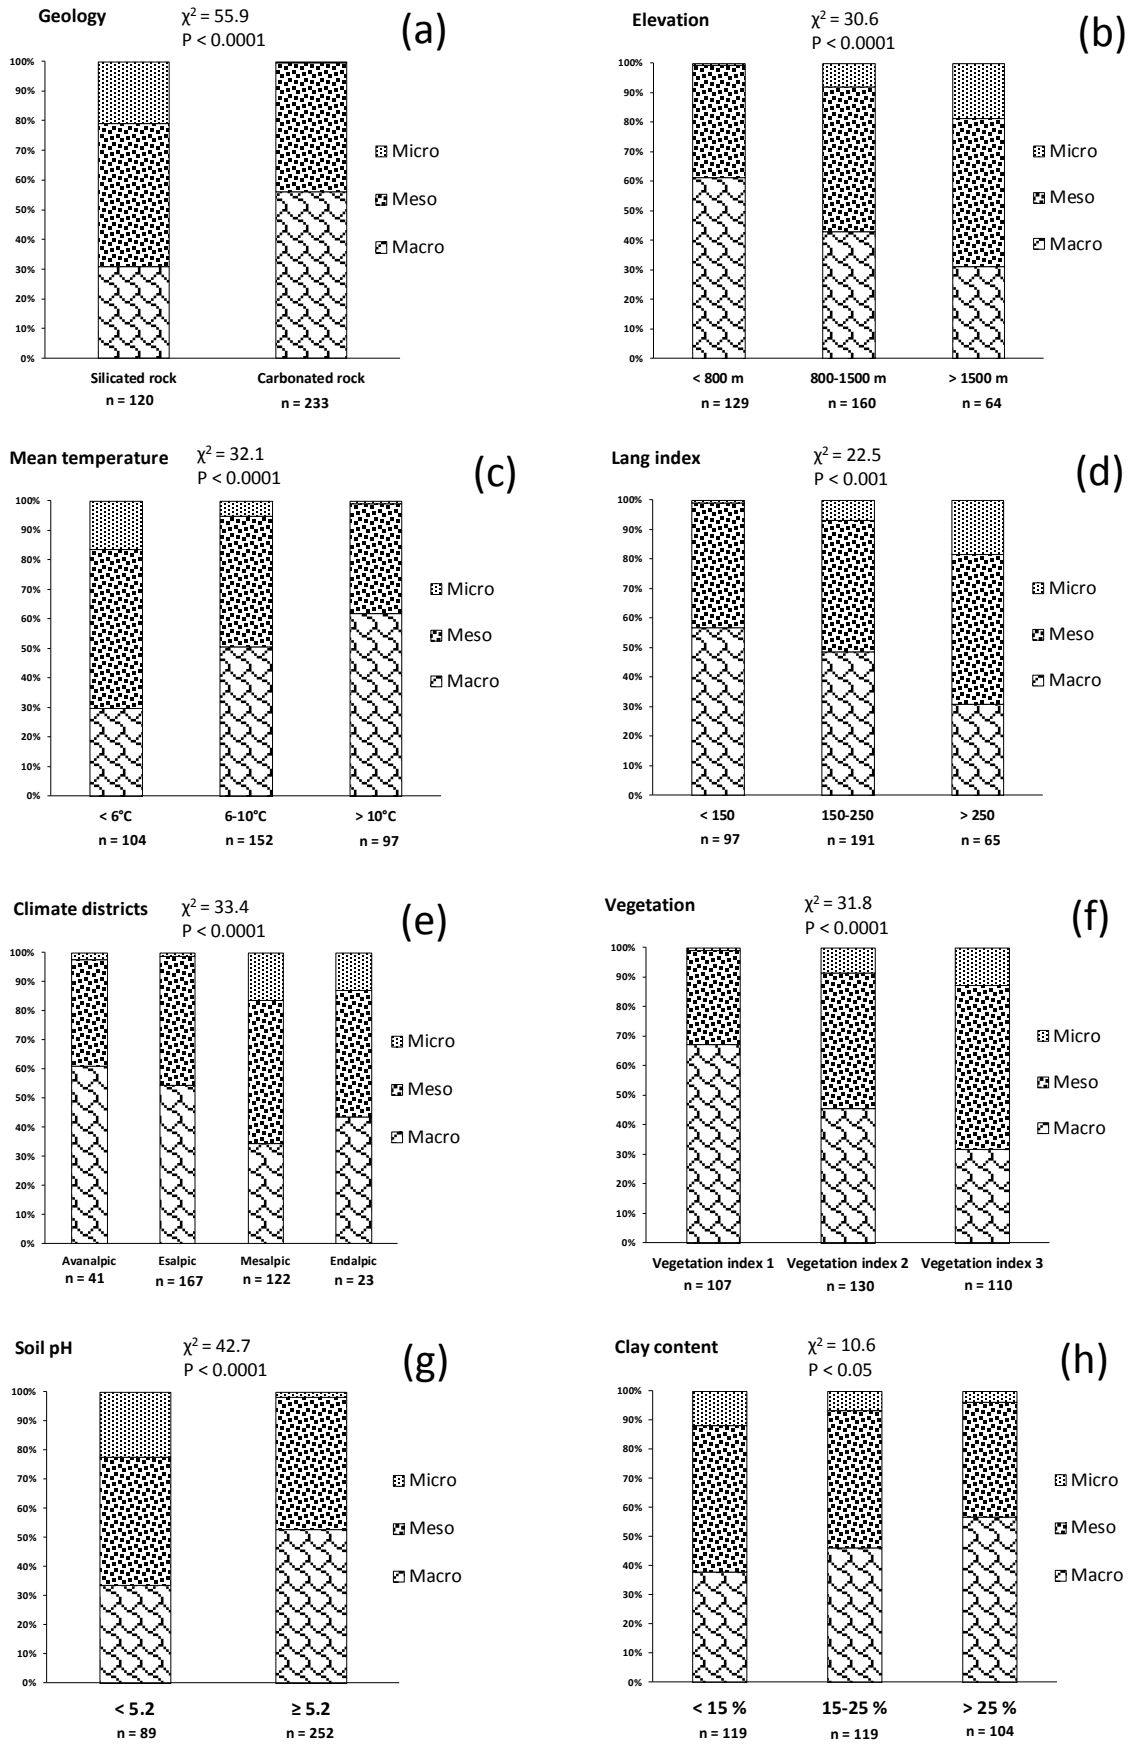 Geology
χ² = 55.9
P < 0.0001
(a)
100%
90%
80%
70%
60%
50%
40%
30%
20%
10%
0%
Micro
Meso
Macro
Silicated rock
Carbonated rock
n = 120
n = 233
Elevation
χ² = 30.6
P < 0.0001
(b)
100%
90%
80%
70%
60%
50%
40%
30%
20%
10%
0%
Micro
Meso
Macro
< 800 m
800-1500 m
> 1500 m
n = 129
n = 160
n = 64
Mean temperature
χ² = 32.1
P < 0.0001
(c)
100%
90%
80%
70%
60%
50%
40%
30%
20%
10%
0%
Micro
Meso
Macro
< 6°C
6-10°C
> 10°C
n = 104
n = 152
n = 97
Lang index
χ² = 22.5
P < 0.001
(d)
100%
90%
80%
70%
60%
50%
40%
30%
20%
10%
0%
Micro
Meso
Macro
< 150
150-250
> 250
n = 97
n = 191
n = 65
Climate districts
χ² = 33.4
P < 0.0001
(e)
100%
90%
80%
70%
60%
50%
40%
30%
20%
10%
0%
Micro
Meso
Macro
Avanalpic
Esalpic
Mesalpic
Endalpic
n = 41
n = 167
n = 122
n = 23
Vegetation
χ² = 31.8
P < 0.0001
(f)
100%
90%
80%
70%
60%
50%
40%
30%
20%
10%
0%
Micro
Meso
Macro
Vegetation index 1
Vegetation index 2
Vegetation index 3
n = 107
n = 130
n = 110
Soil pH
χ² = 42.7
P < 0.0001
(g)
100%
90%
80%
70%
60%
50%
40%
30%
20%
10%
0%
Micro
Meso
Macro
< 5.2
≥ 5.2
n = 89
n = 252
Clay content
χ² = 10.6
P < 0.05
(h)
100%
90%
80%
70%
60%
50%
40%
30%
20%
10%
0%
Micro
Meso
Macro
< 15 %
15-25 %
> 25 %
n = 119
n = 119
n = 104